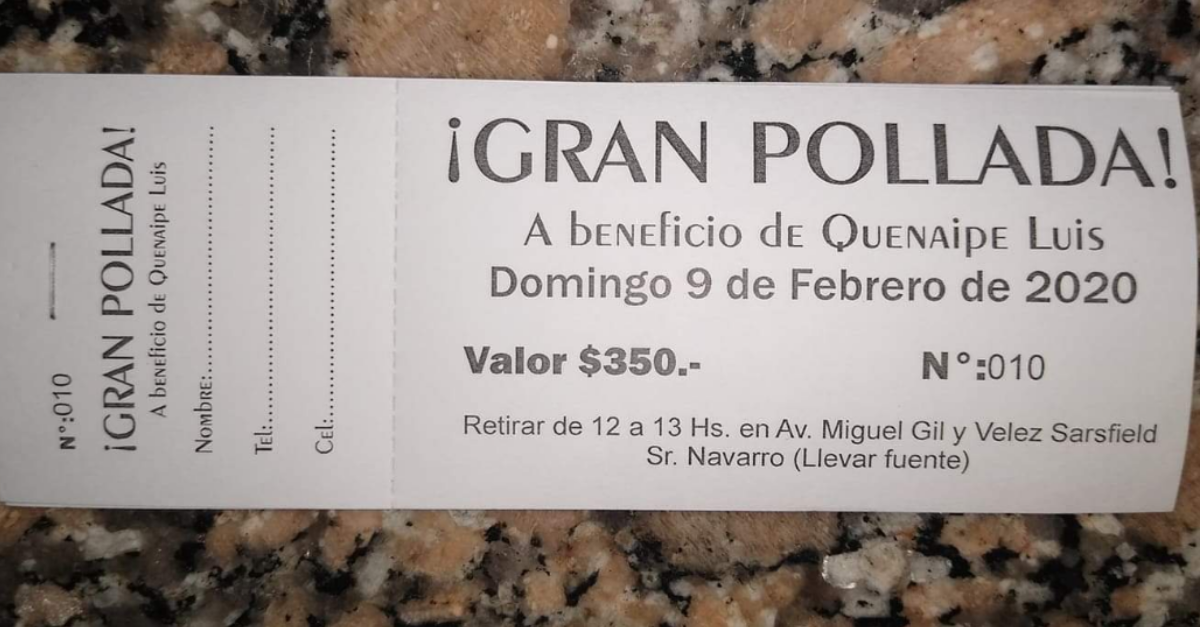 N°:010
¡GRAN POLLADA!
A beneficio de Quenaipe Luis
Nombre:................................
Tel:................................
Cel:................................
¡GRAN POLLADA!
A beneficio de Quenaipe Luis
Domingo 9 de Febrero de 2020
Valor $350.- N°:010
Retirar de 12 a 13 Hs. en Av. Miguel Gil y Velez Sarsfield
Sr. Navarro (Llevar fuente)